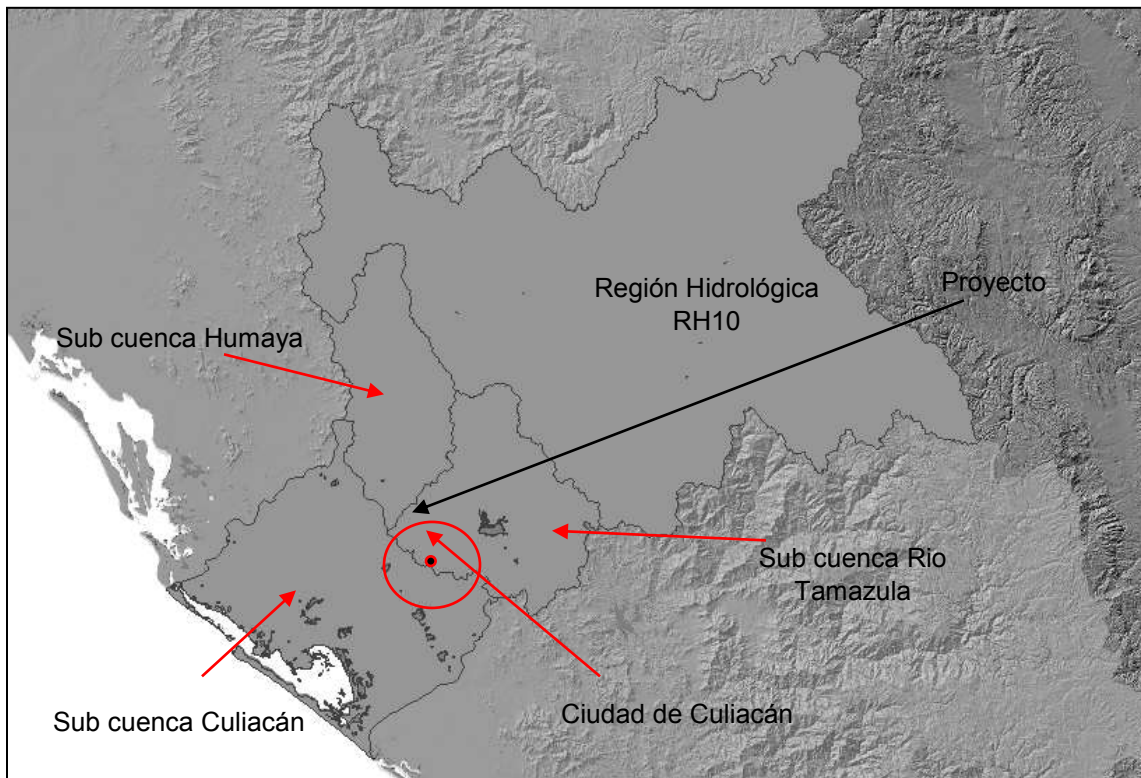 Región Hidrológica
RH10
Proyecto
Sub cuenca Humaya
Sub cuenca Rio
Tamazula
Sub cuenca Culiacán
Ciudad de Culiacán